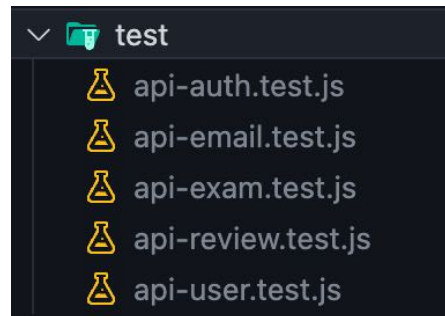 test
api-auth.test.js
api-email.test.js
api-exam.test.js
api-review.test.js
api-user.test.js